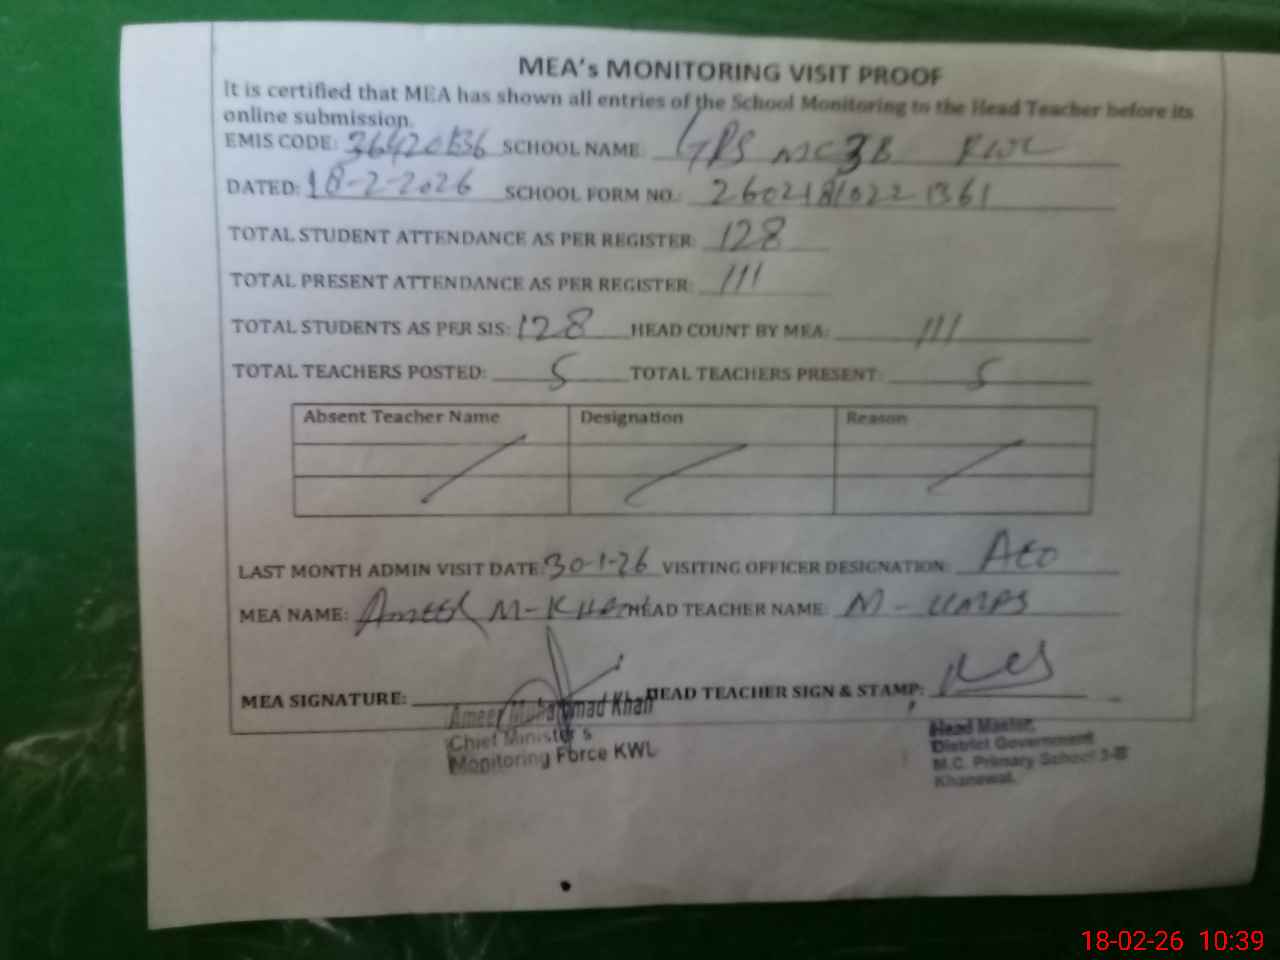 MEA's MONITORING VISIT PROOF
It is certified that MEA has shown all entries of the School Monitoring to the Head Teacher before its
online submission.
EMIS CODE: SCHOOL NAME: GPS MC 3B KWL
DATED: 18-2-2026 SCHOOL FORM NO.: 2602181022 1361
TOTAL STUDENT ATTENDANCE AS PER REGISTER: 128
TOTAL PRESENT ATTENDANCE AS PER REGISTER: 111
TOTAL STUDENTS AS PER SIS: 128 HEAD COUNT BY MEA: 111
TOTAL TEACHERS POSTED: 5 TOTAL TEACHERS PRESENT: 5
Absent Teacher Name Designation Reason
LAST MONTH ADMIN VISIT DATE: 30-1-26 VISITING OFFICER DESIGNATION: AEO
MEA NAME: Ameer M-Khan HEAD TEACHER NAME: M -
MEA SIGNATURE: HEAD TEACHER SIGN & STAMP:
Ameer Muhammad Khan
Chief Minister's
Monitoring Force KWL
Head Master,
District Government
M.C. Primary School 3-B
Khanewal.
18-02-26 10:39